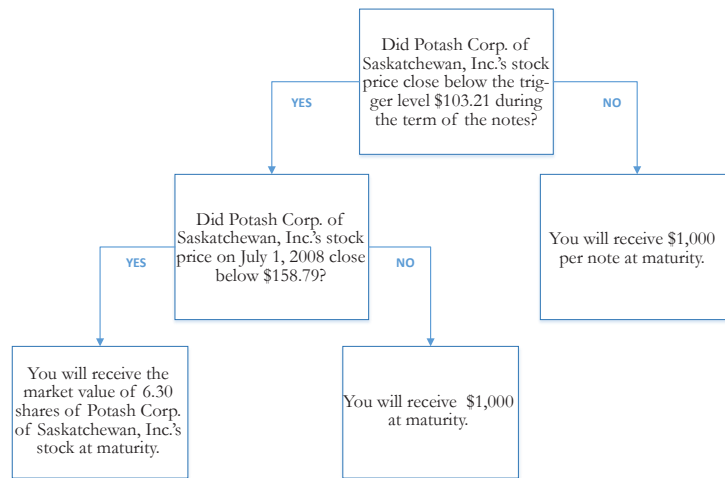 Did Potash Corp. of
Saskatchewan, Inc.'s stock
price close below the trig-
ger level $103.21 during
the term of the notes?
YES
NO
Did Potash Corp. of
Saskatchewan, Inc.'s stock
price on July 1, 2008 close
below $158.79?
You will receive $1,000
per note at maturity.
YES
NO
You will receive the
market value of 6.30
shares of Potash Corp.
of Saskatchewan, Inc.'s
stock at maturity.
You will receive $1,000
at maturity.